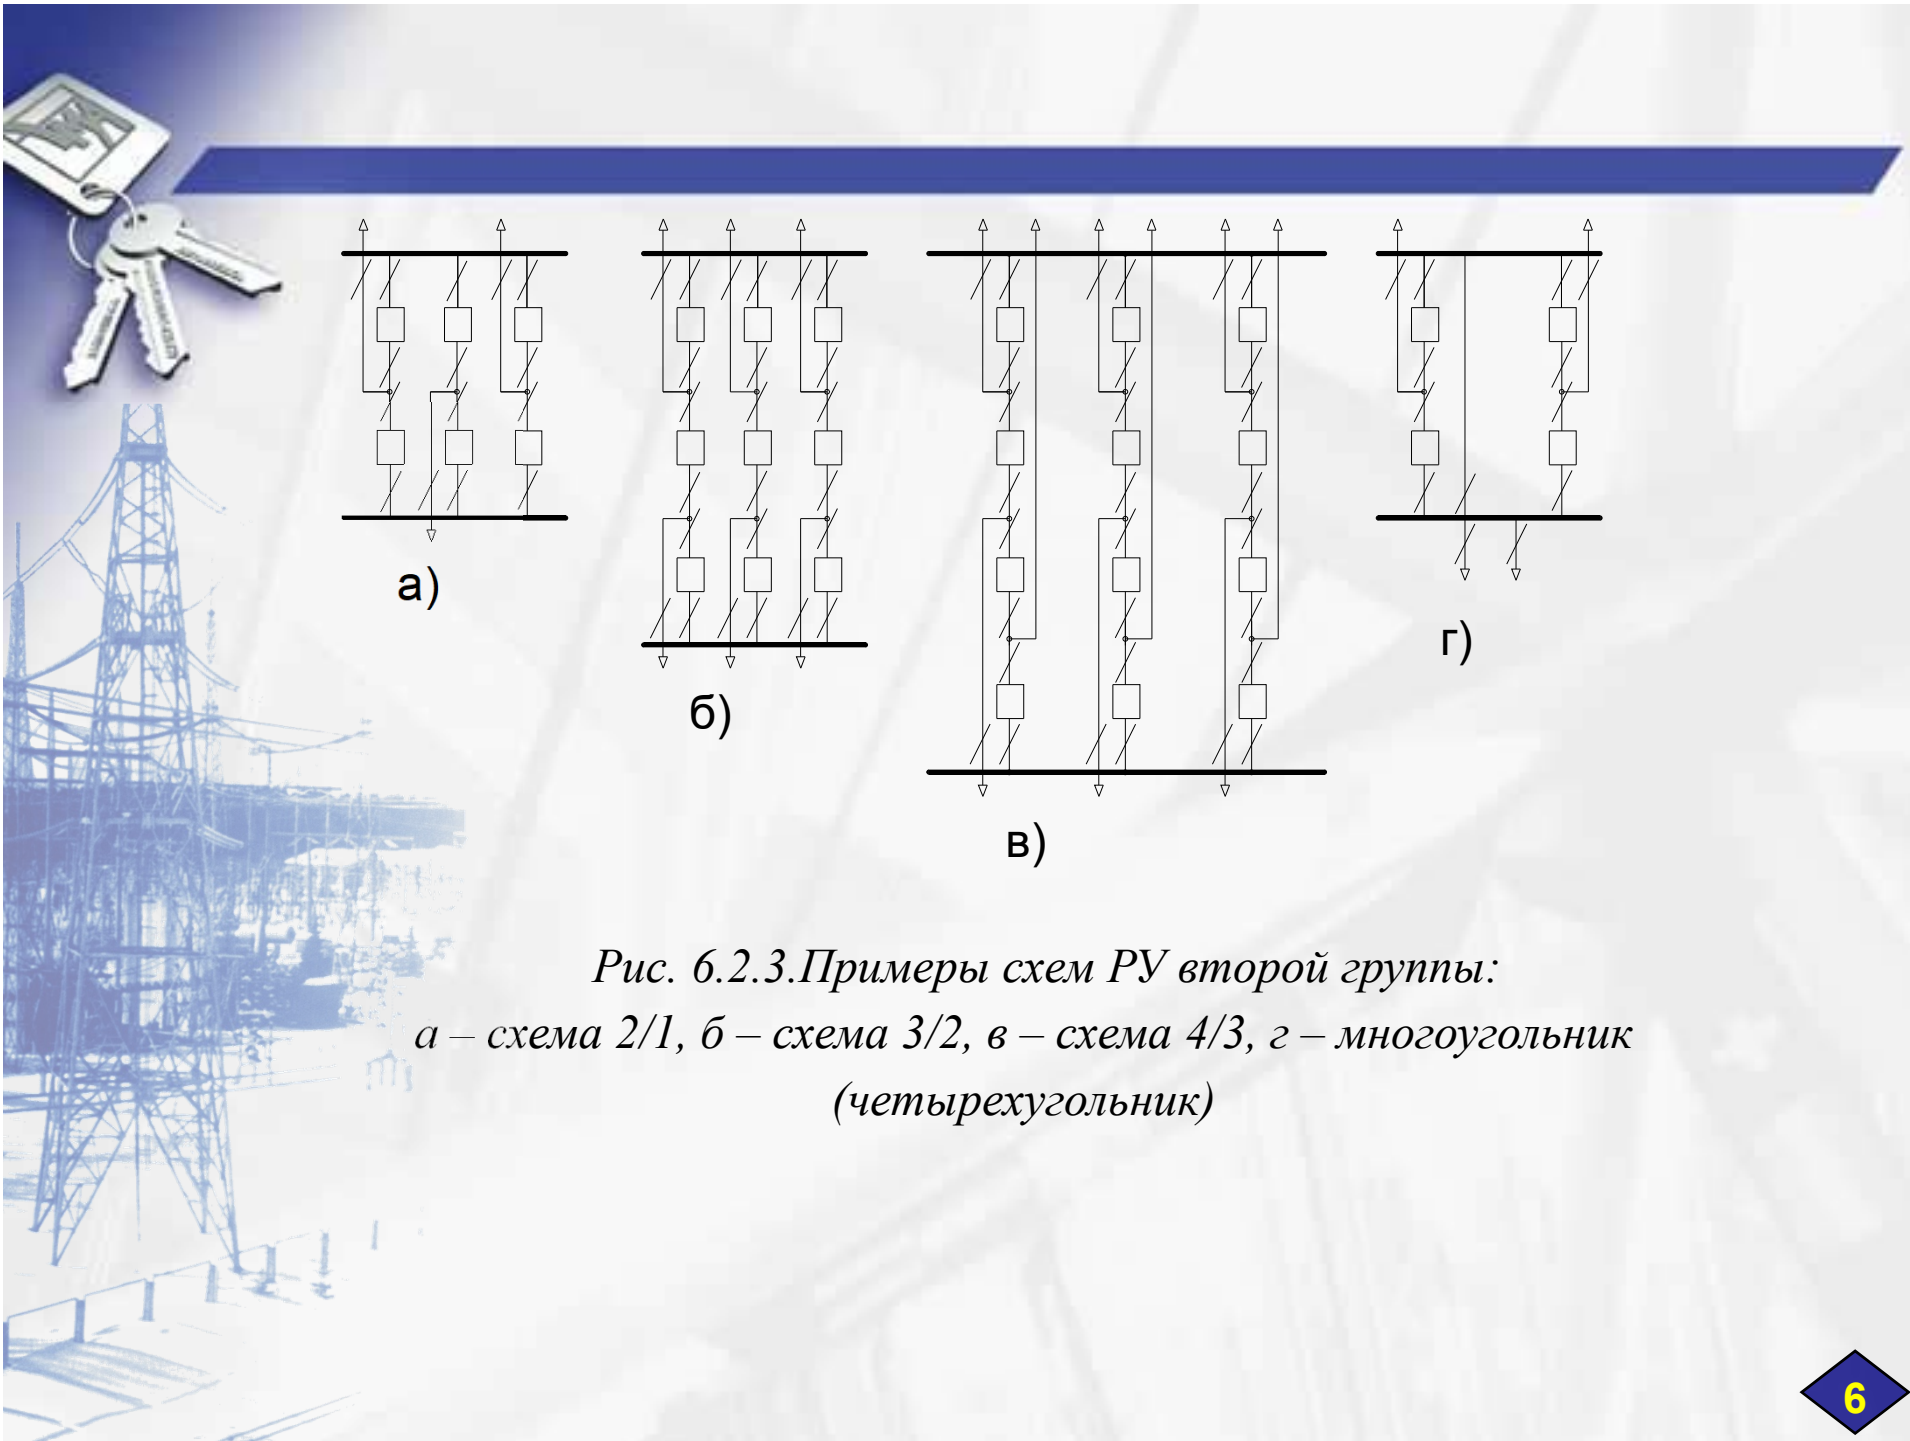 а)
б)
в)
г)
Рис. 6.2.3.Примеры схем РУ второй группы:
а – схема 2/1, б – схема 3/2, в – схема 4/3, г – многоугольник
(четырехугольник)
6